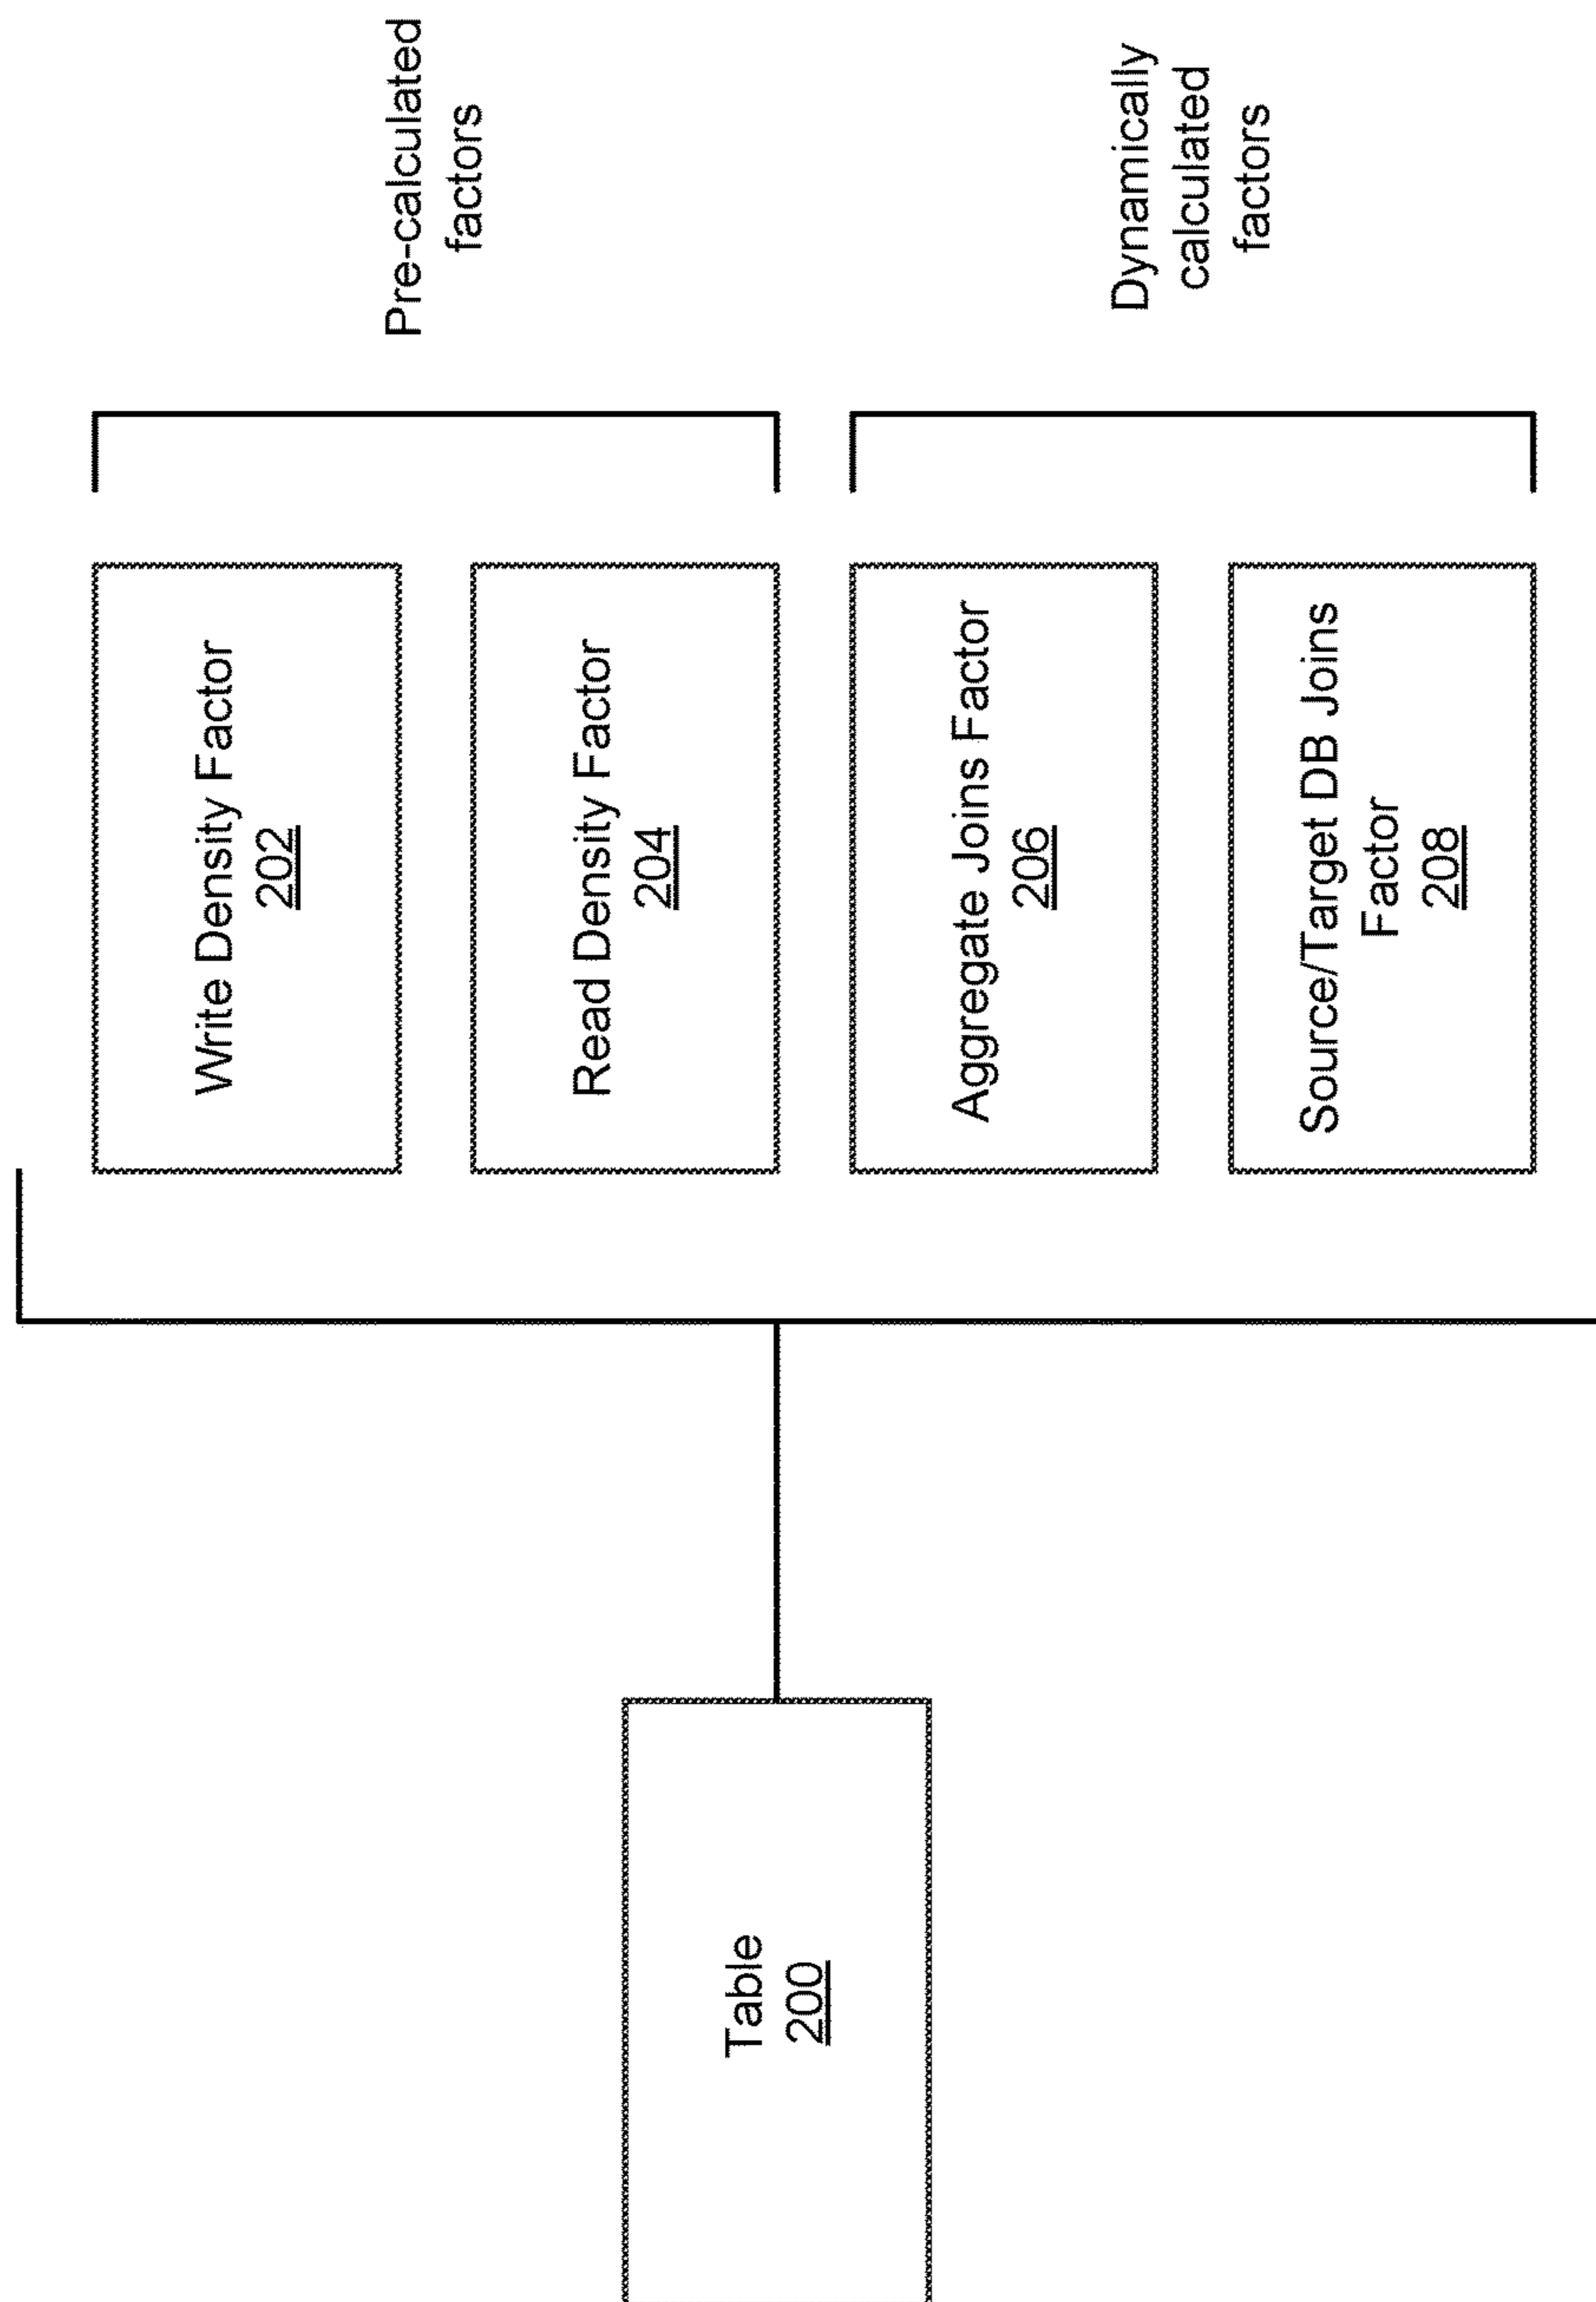 Table
200
Write Density Factor
202
Read Density Factor
204
Aggregate Joins Factor
206
Source/Target DB Joins
Factor
208
Pre-calculated
factors
Dynamically
calculated
factors